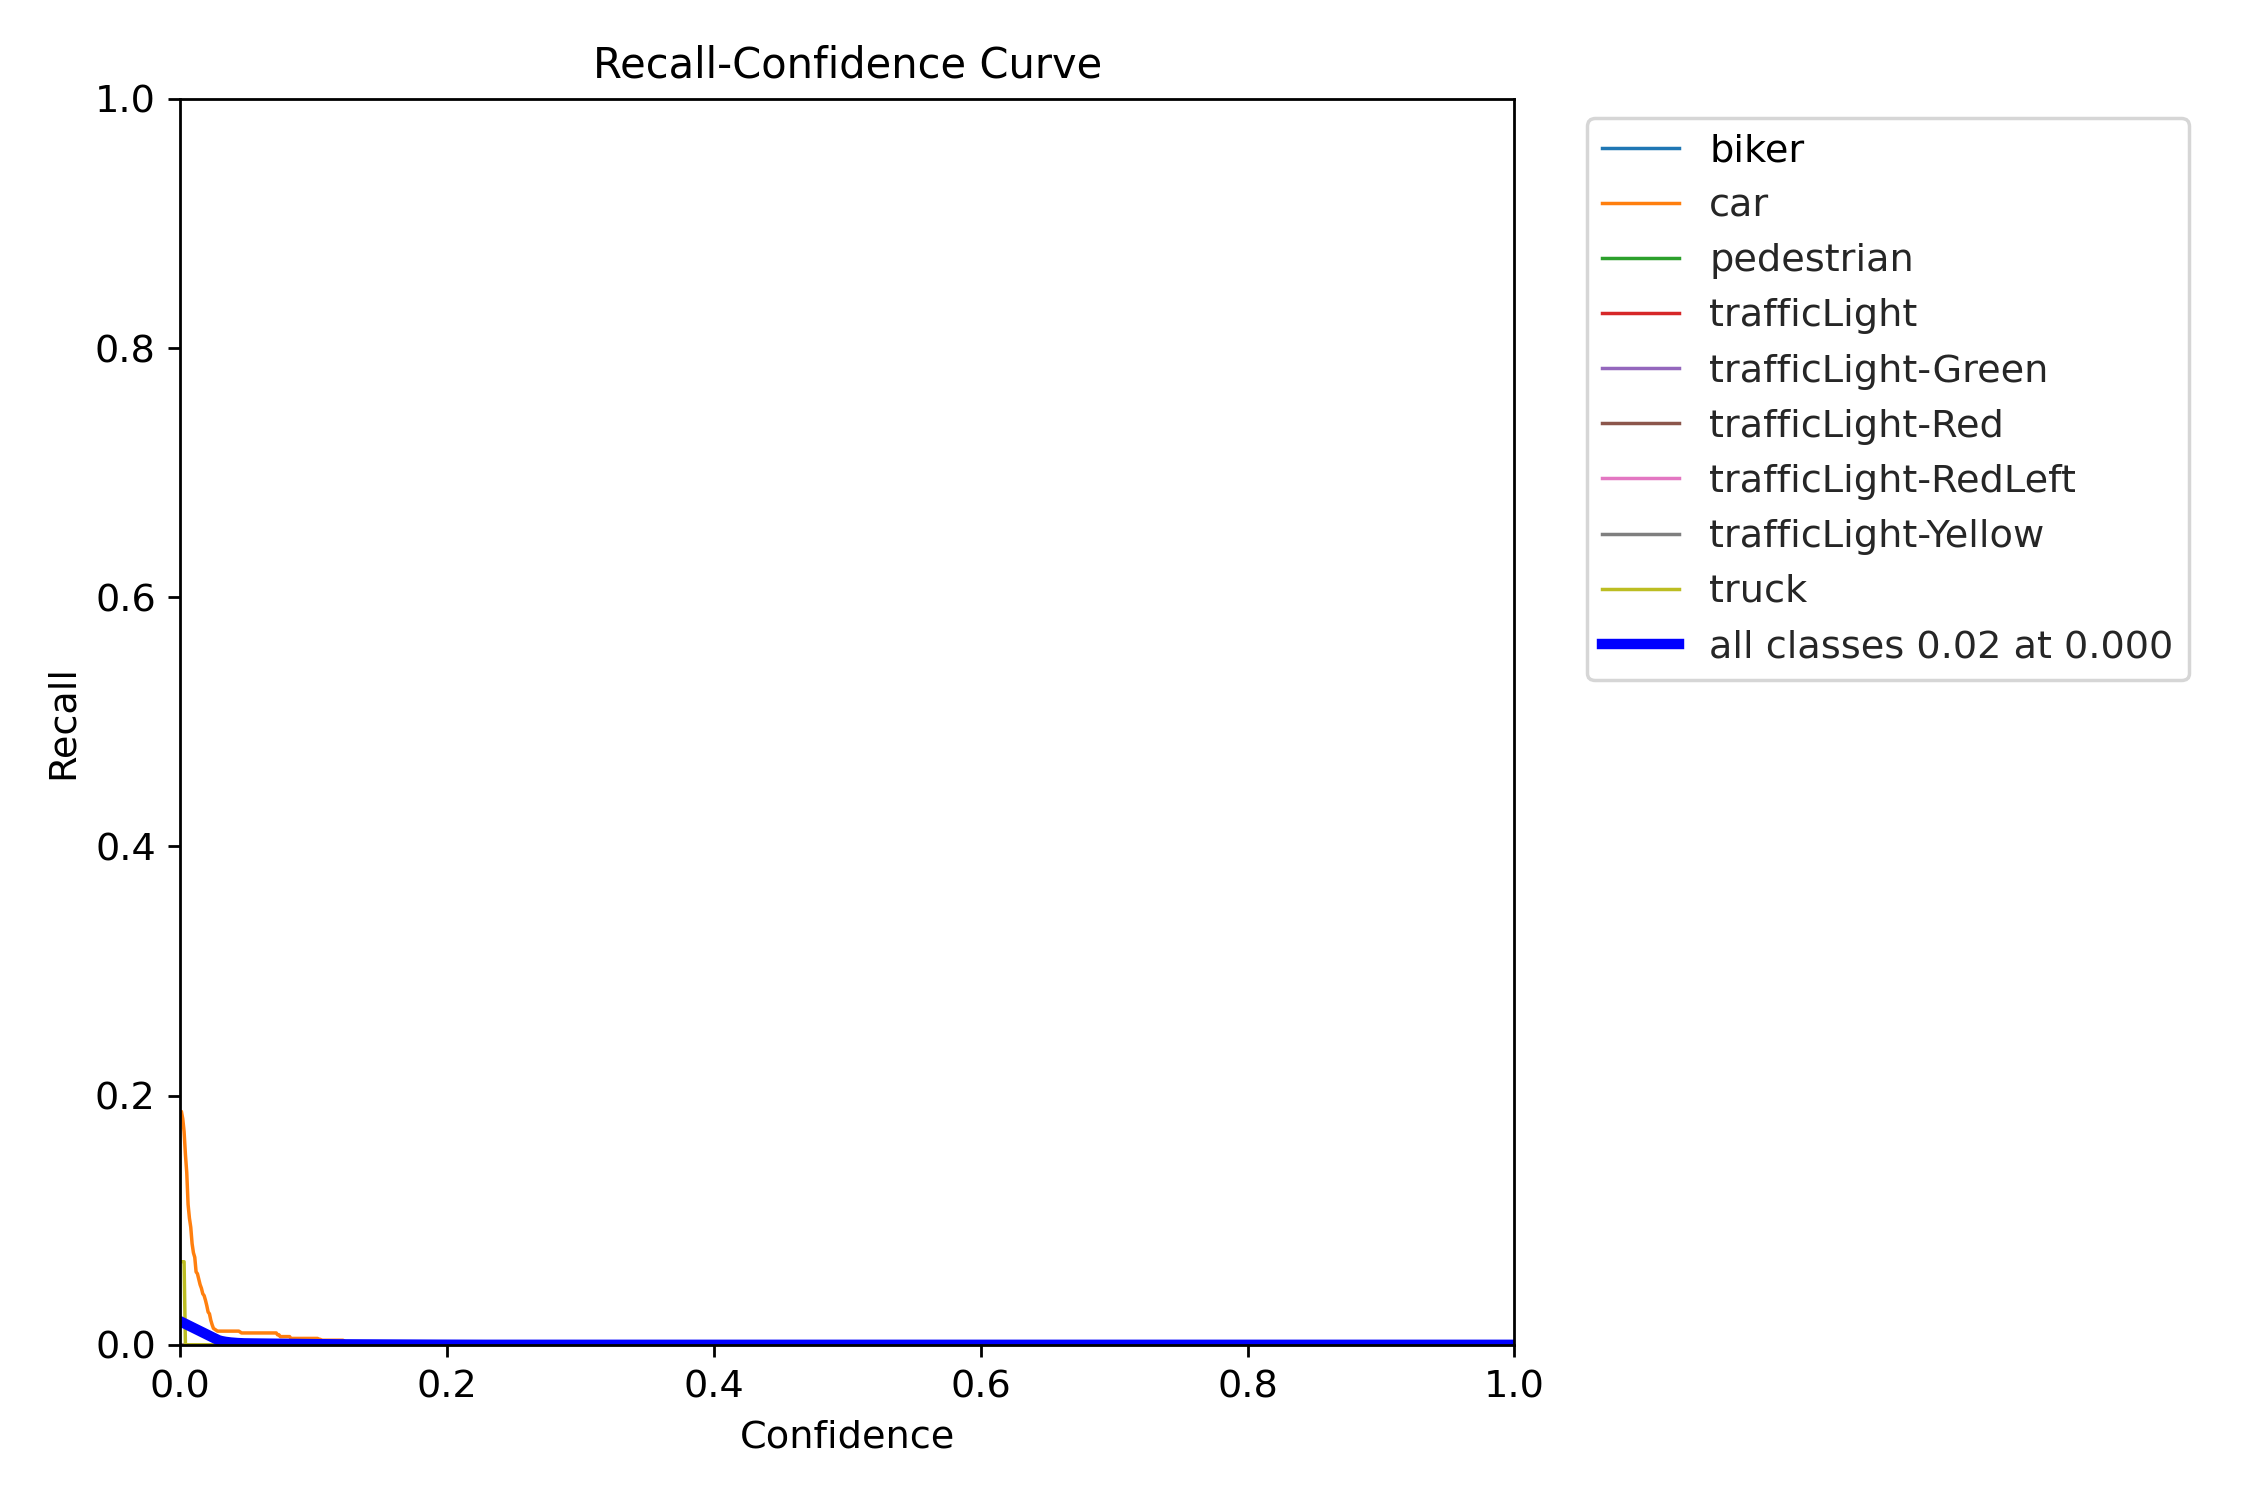 Recall-Confidence Curve
1.0
0.8
0.6
0.4
0.2
0.0
0.0 0.2 0.4 0.6 0.8 1.0
Recall
Confidence
biker
car
pedestrian
trafficLight
trafficLight-Green
trafficLight-Red
trafficLight-RedLeft
trafficLight-Yellow
truck
all classes 0.02 at 0.000